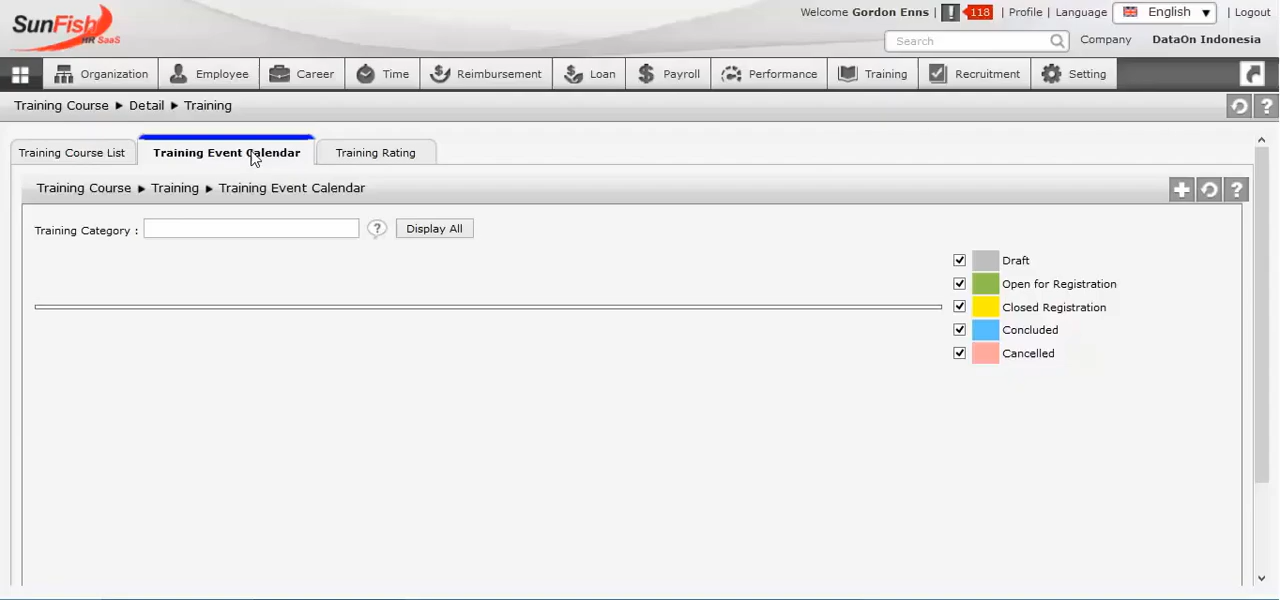 SunFish
HR SaaS
Welcome Gordon Enns | ! 118 | Profile | Language English ▼ | Logout
Search Company DataOn Indonesia
Organization Employee Career Time Reimbursement Loan Payroll Performance Training Recruitment Setting
Training Course ▶ Detail ▶ Training
?
Training Course List Training Event Calendar Training Rating
Training Course ▶ Training ▶ Training Event Calendar
?
Training Category : ? Display All
Draft
Open for Registration
Closed Registration
Concluded
Cancelled